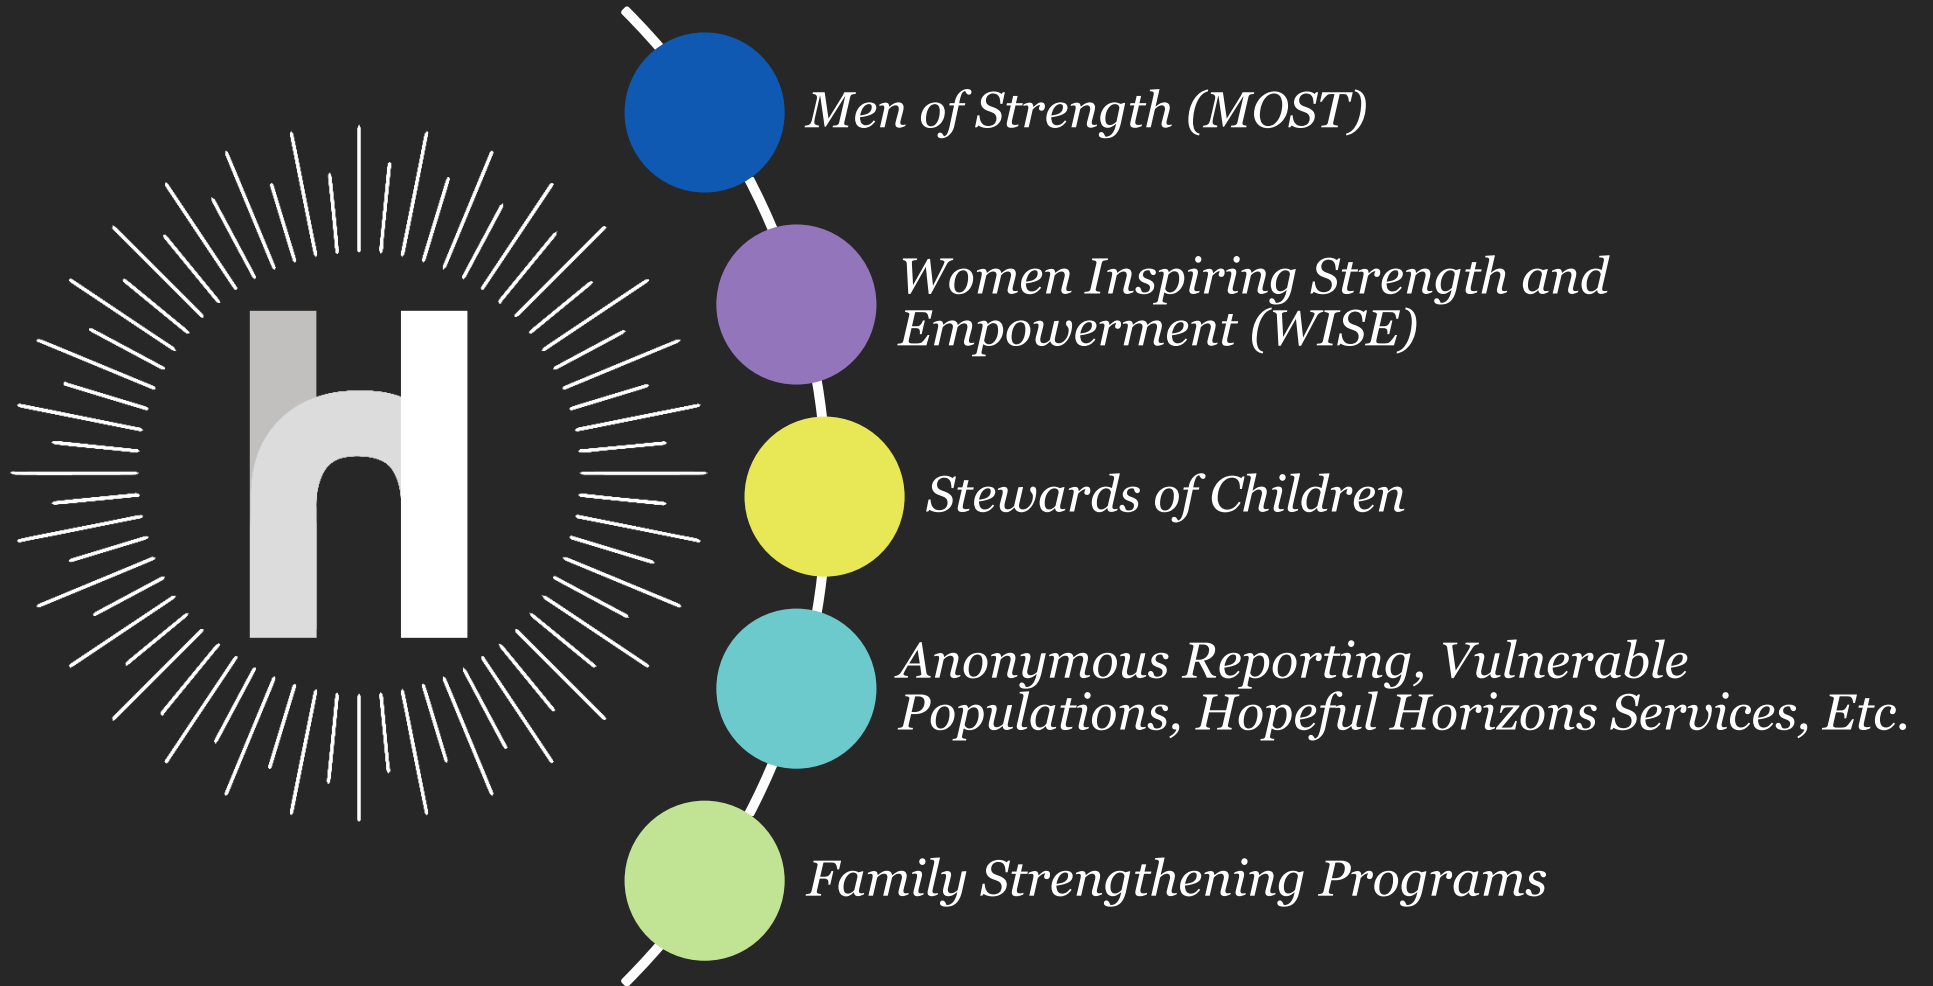 Men of Strength (MOST)
Women Inspiring Strength and
Empowerment (WISE)
Stewards of Children
Anonymous Reporting, Vulnerable
Populations, Hopeful Horizons Services, Etc.
Family Strengthening Programs